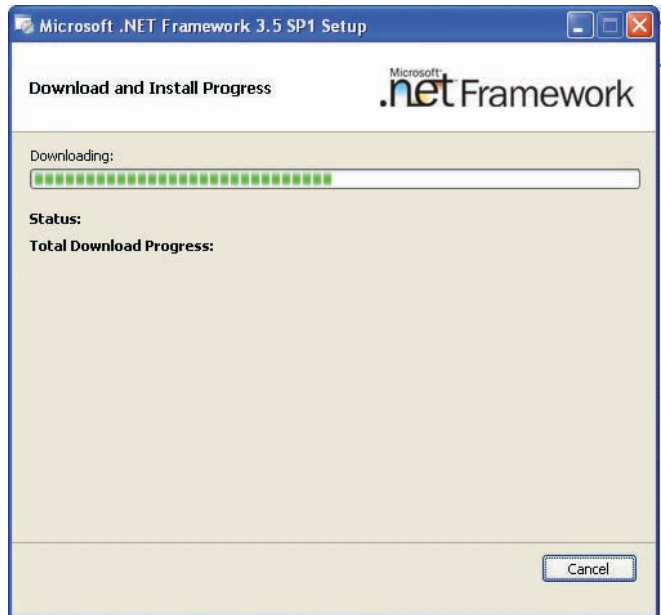 Microsoft .NET Framework 3.5 SP1 Setup
Download and Install Progress
Microsoft
.net Framework
Downloading:
Status:
Total Download Progress:
Cancel